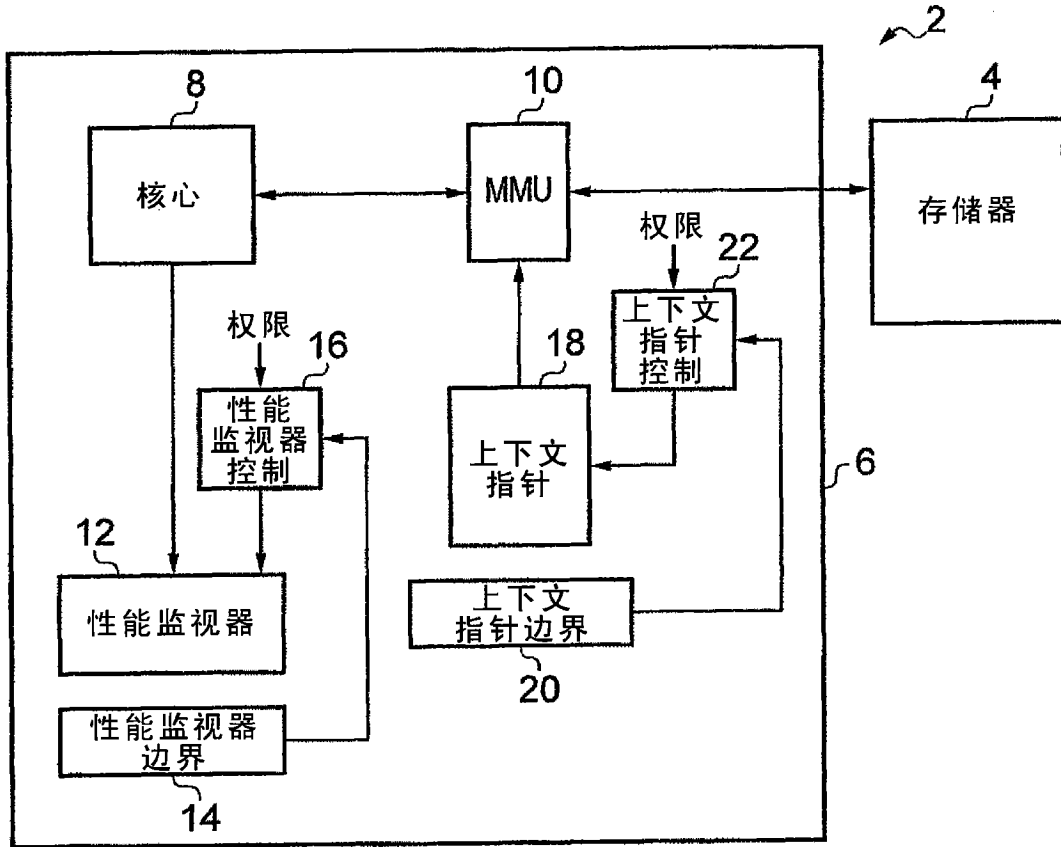 2
8
核心
10
MMU
4
存储器
权限
22
上下文
指针
控制
权限
16
性能
监视器
控制
18
上下文
指针
6
12
性能监视器
上下文
指针边界
20
性能监视器
边界
14